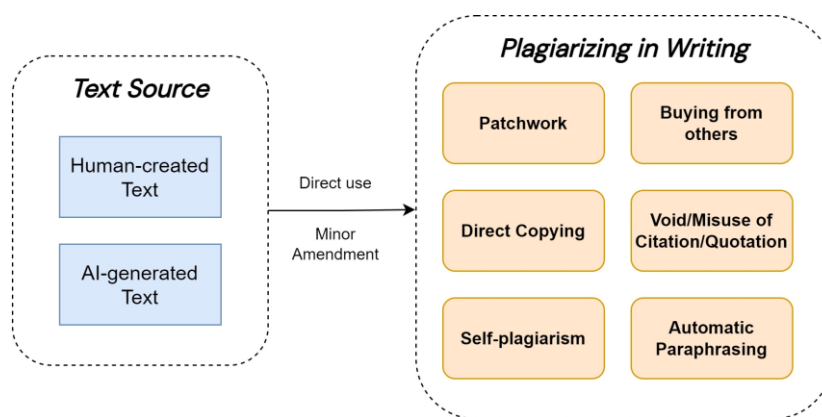 Text Source
Human-created
Text
AI-generated
Text
Direct use
Minor
Amendment
Plagiarizing in Writing
Patchwork
Buying from
others
Direct Copying
Void/Misuse of
Citation/Quotation
Self-plagiarism
Automatic
Paraphrasing